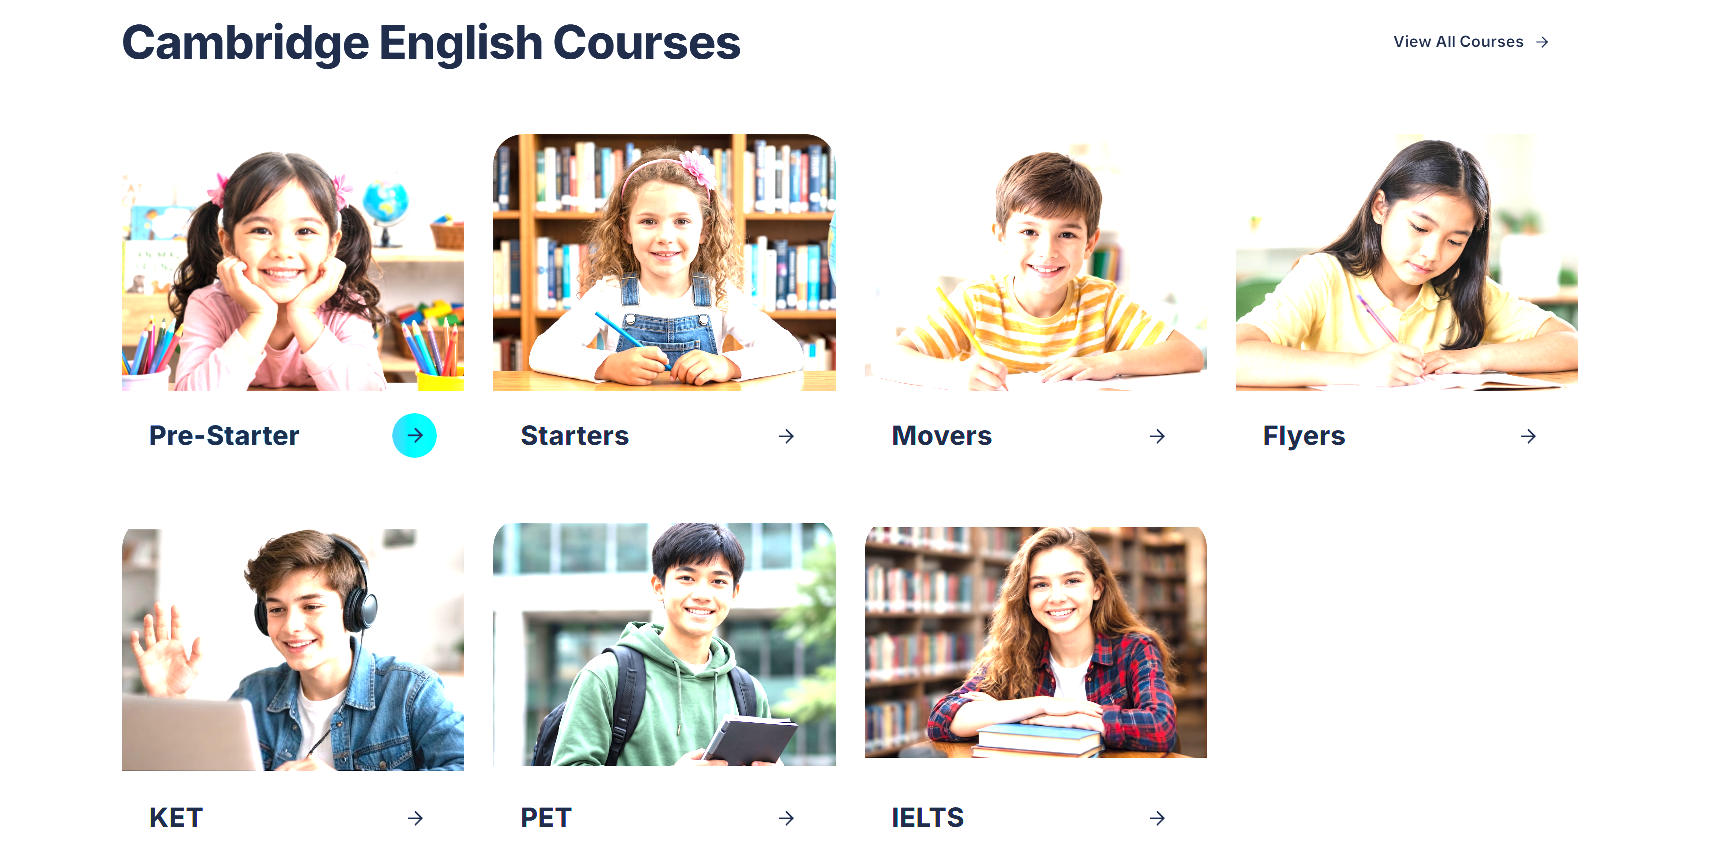 Cambridge English Courses
View All Courses
Pre-Starter
Starters
Movers
Flyers
KET
PET
IELTS